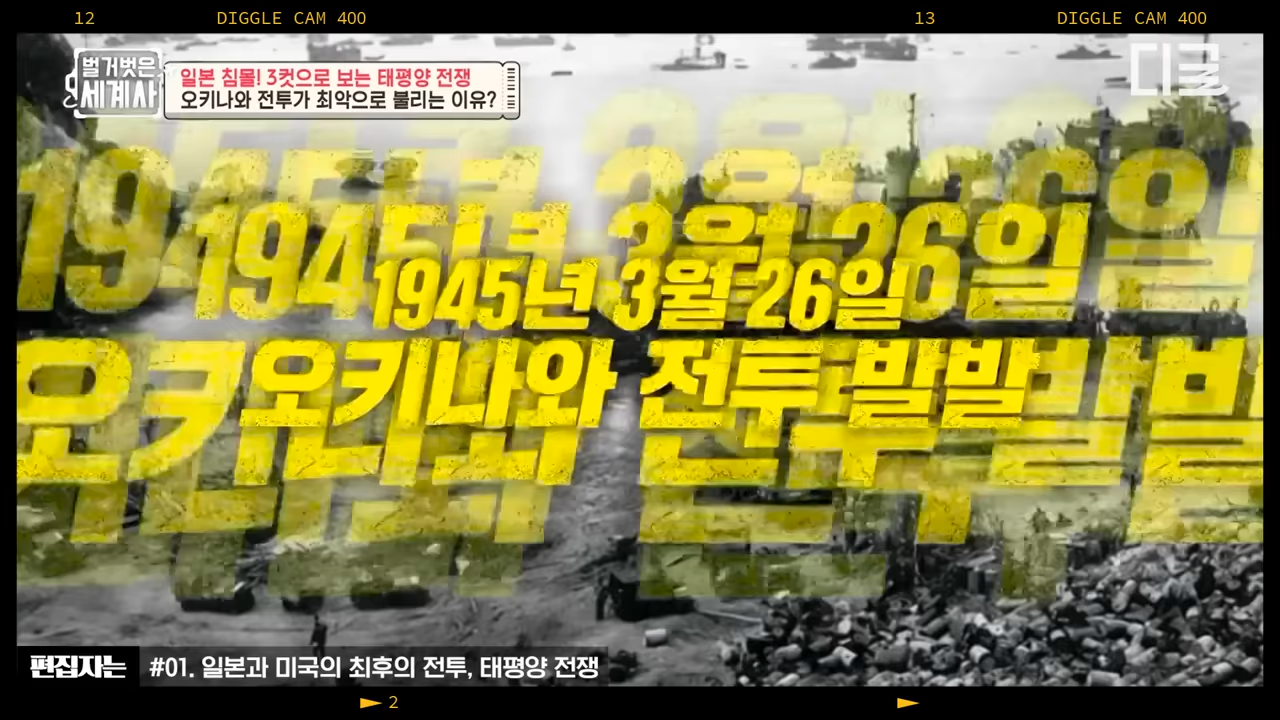 12 DIGGLE CAM 400 13 DIGGLE CAM 400
벌거벗은
세계사
일본 침몰! 3컷으로 보는 태평양 전쟁
오키나와 전투가 최악으로 불리는 이유?
디글
1945년 3월 26일
오키나와 전투 발발
편집자는
#01. 일본과 미국의 최후의 전투, 태평양 전쟁
2